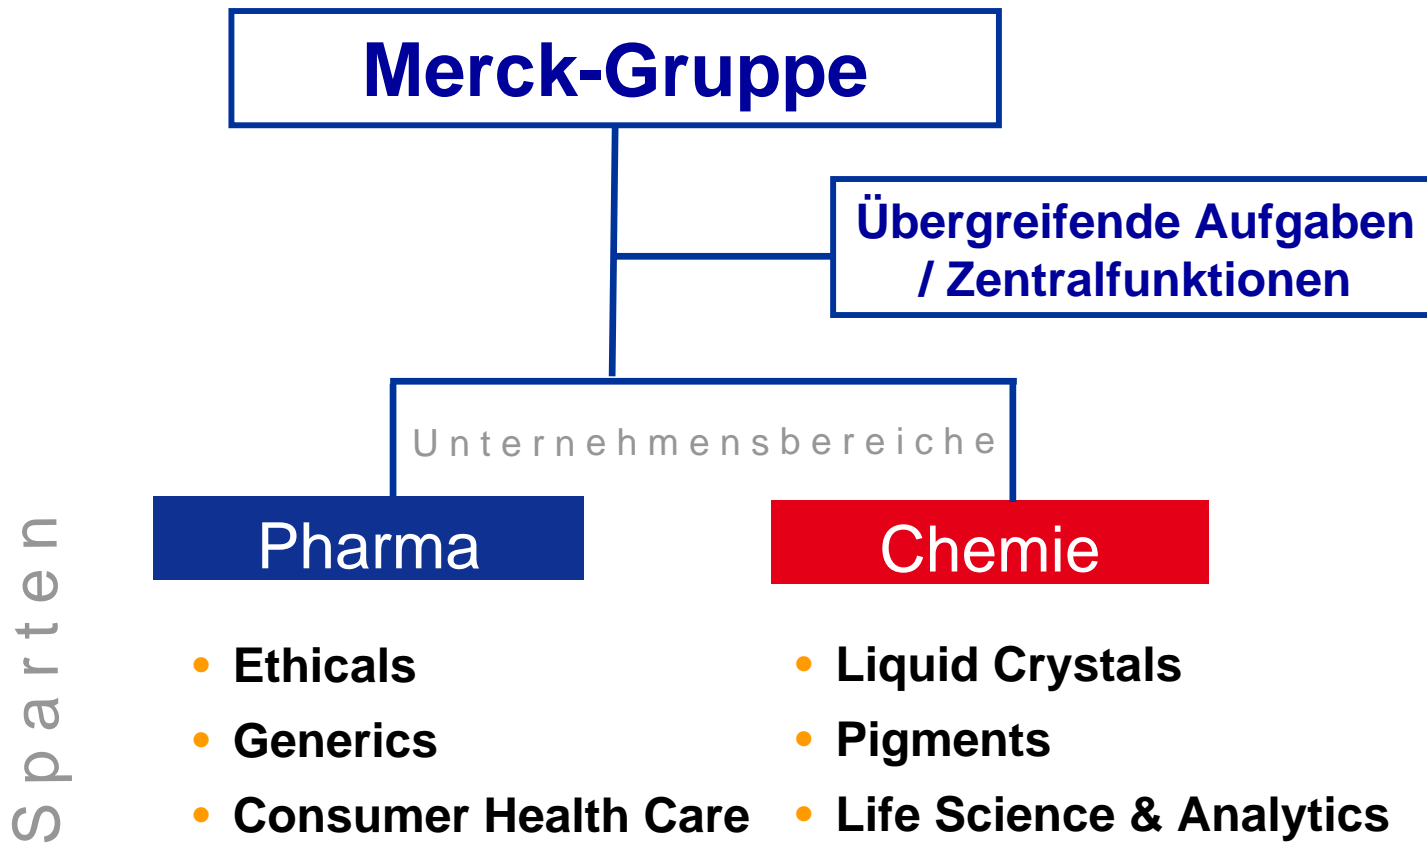 Merck-Gruppe
Übergreifende Aufgaben
/ Zentralfunktionen
Unternehmensbereiche
Pharma
Chemie
Sparten
• Ethicals
• Generics
• Consumer Health Care
• Liquid Crystals
• Pigments
• Life Science & Analytics